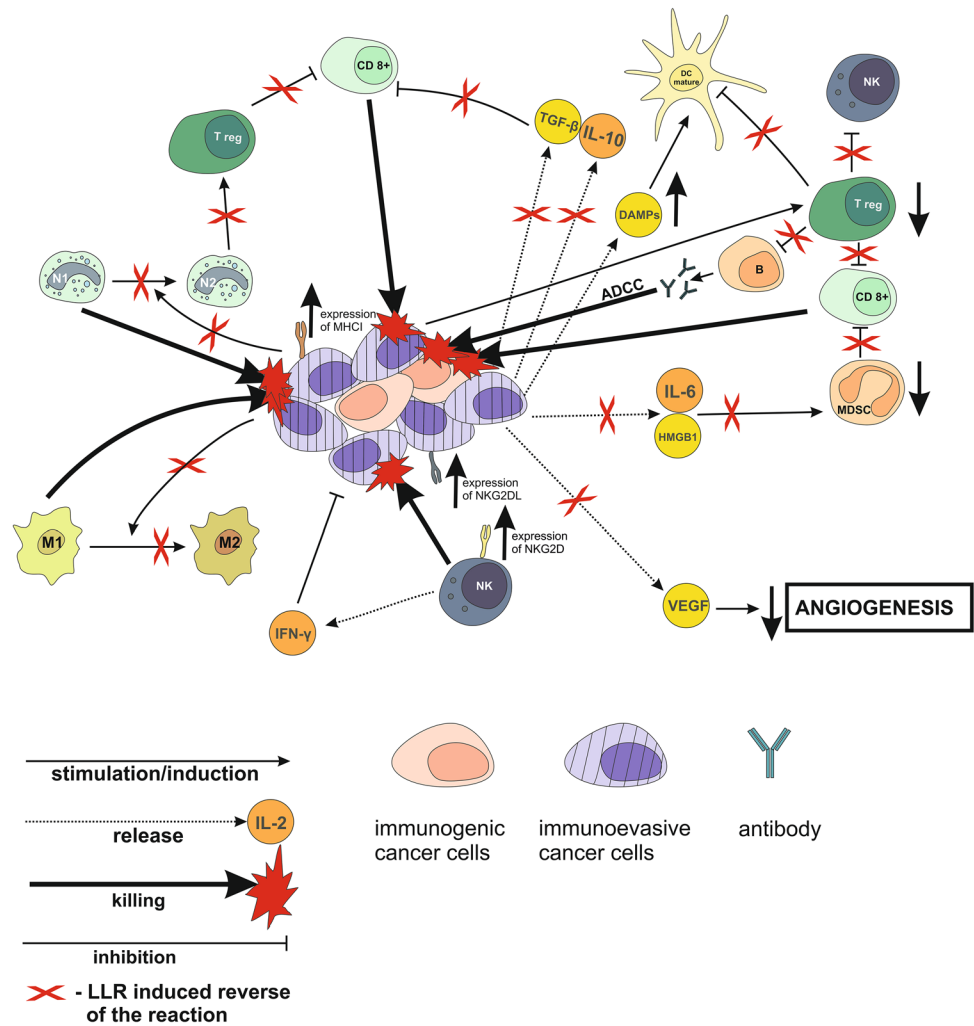 CD 8+
DC
mature
NK
T reg
TGF-β
IL-10
DAMPs
T reg
N1
N2
B
ADCC
CD 8+
expression
of MHCI
IL-6
HMGB1
MDSC
expression
of NKG2DL
expression
of NKG2D
M1
M2
NK
IFN-γ
VEGF
ANGIOGENESIS
stimulation/induction
release
IL-2
killing
inhibition
- LLR induced reverse
of the reaction
immunogenic
cancer cells
immunoevasive
cancer cells
antibody